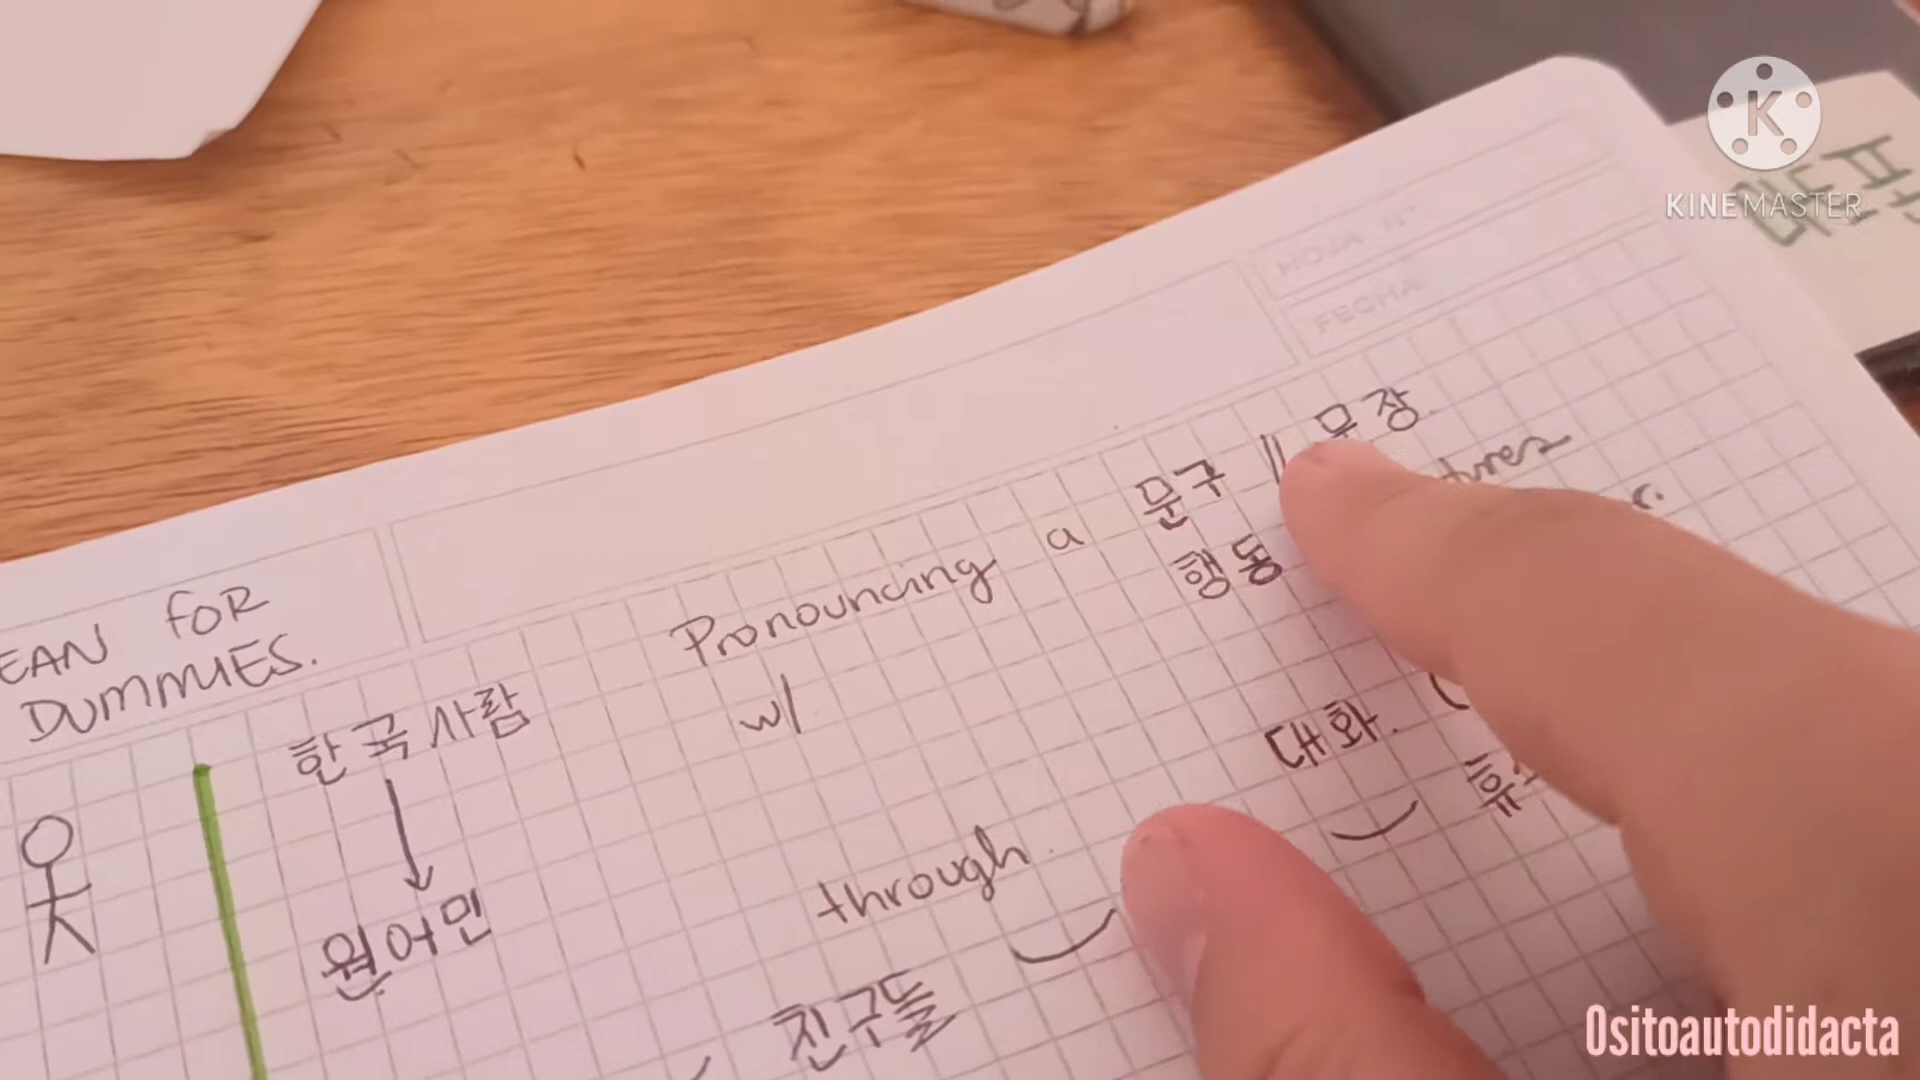 KINEMASTER
HOJA N°
FECHA
EAN FOR
DUMMIES.
한국사람
원어민
Pronouncing a 문구 // 문장
w/ 행동
through 대화.
친구들
Ositoautodidacta